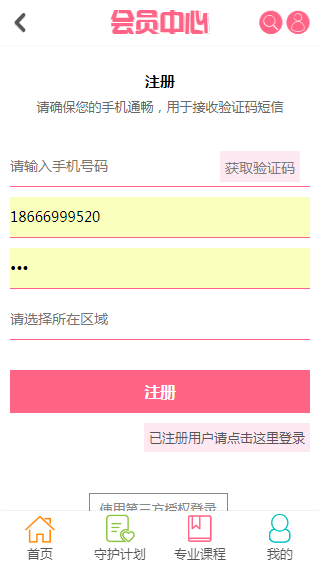 会员中心
注册
请确保您的手机通畅，用于接收验证码短信
请输入手机号码
获取验证码
18666999520
•••
请选择所在区域
注册
已注册用户请点击这里登录
使用第三方授权登录
首页
守护计划
专业课程
我的